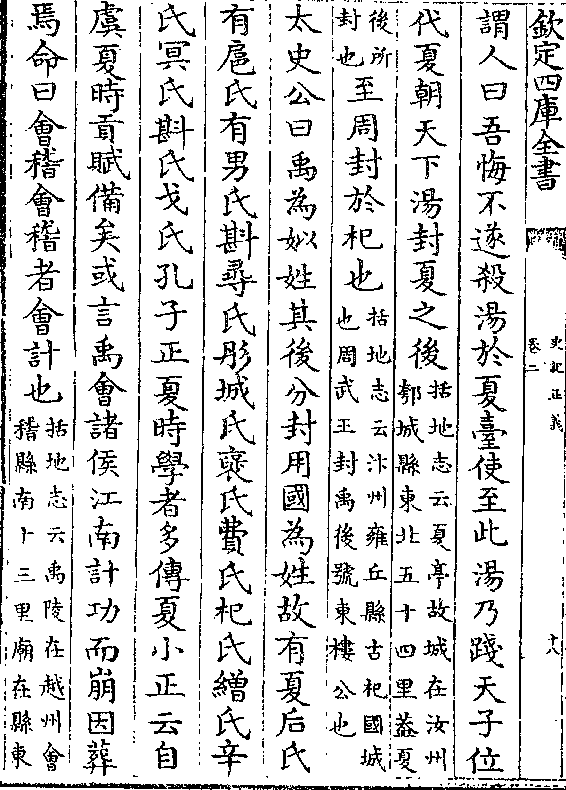 欽定四庫全書
史記正義
卷二
十八
謂人曰吾悔不遂殺湯於夏臺使至此湯乃踐天子位
代夏朝天下湯封夏之後括地志云夏亭故城在汝州
郟城縣東北五十四里蓋夏
後所
封也至周封於杞也括地志云汴州雍丘縣古杞國城
也周武王封禹後號東樓公也
太史公曰禹為姒姓其後分封用國為姓故有夏后氏
有扈氏有男氏斟尋氏彤城氏襃氏費氏杞氏繒氏辛
氏冥氏斟氏戈氏孔子正夏時學者多傳夏小正云自
虞夏時貢賦備矣或言禹會諸侯江南計功而崩因葬
焉命曰會稽會稽者會計也括地志云禹陵在越州會
稽縣南十三里廟在縣東